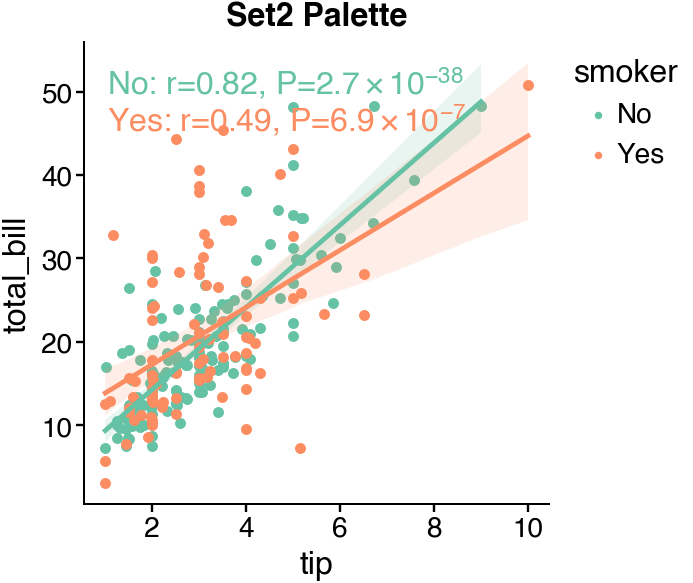 Set2 Palette
No: r=0.82, P=2.7×10⁻³⁸
Yes: r=0.49, P=6.9×10⁻⁷
smoker
No
Yes
total_bill
50
40
30
20
10
2 4 6 8 10
tip